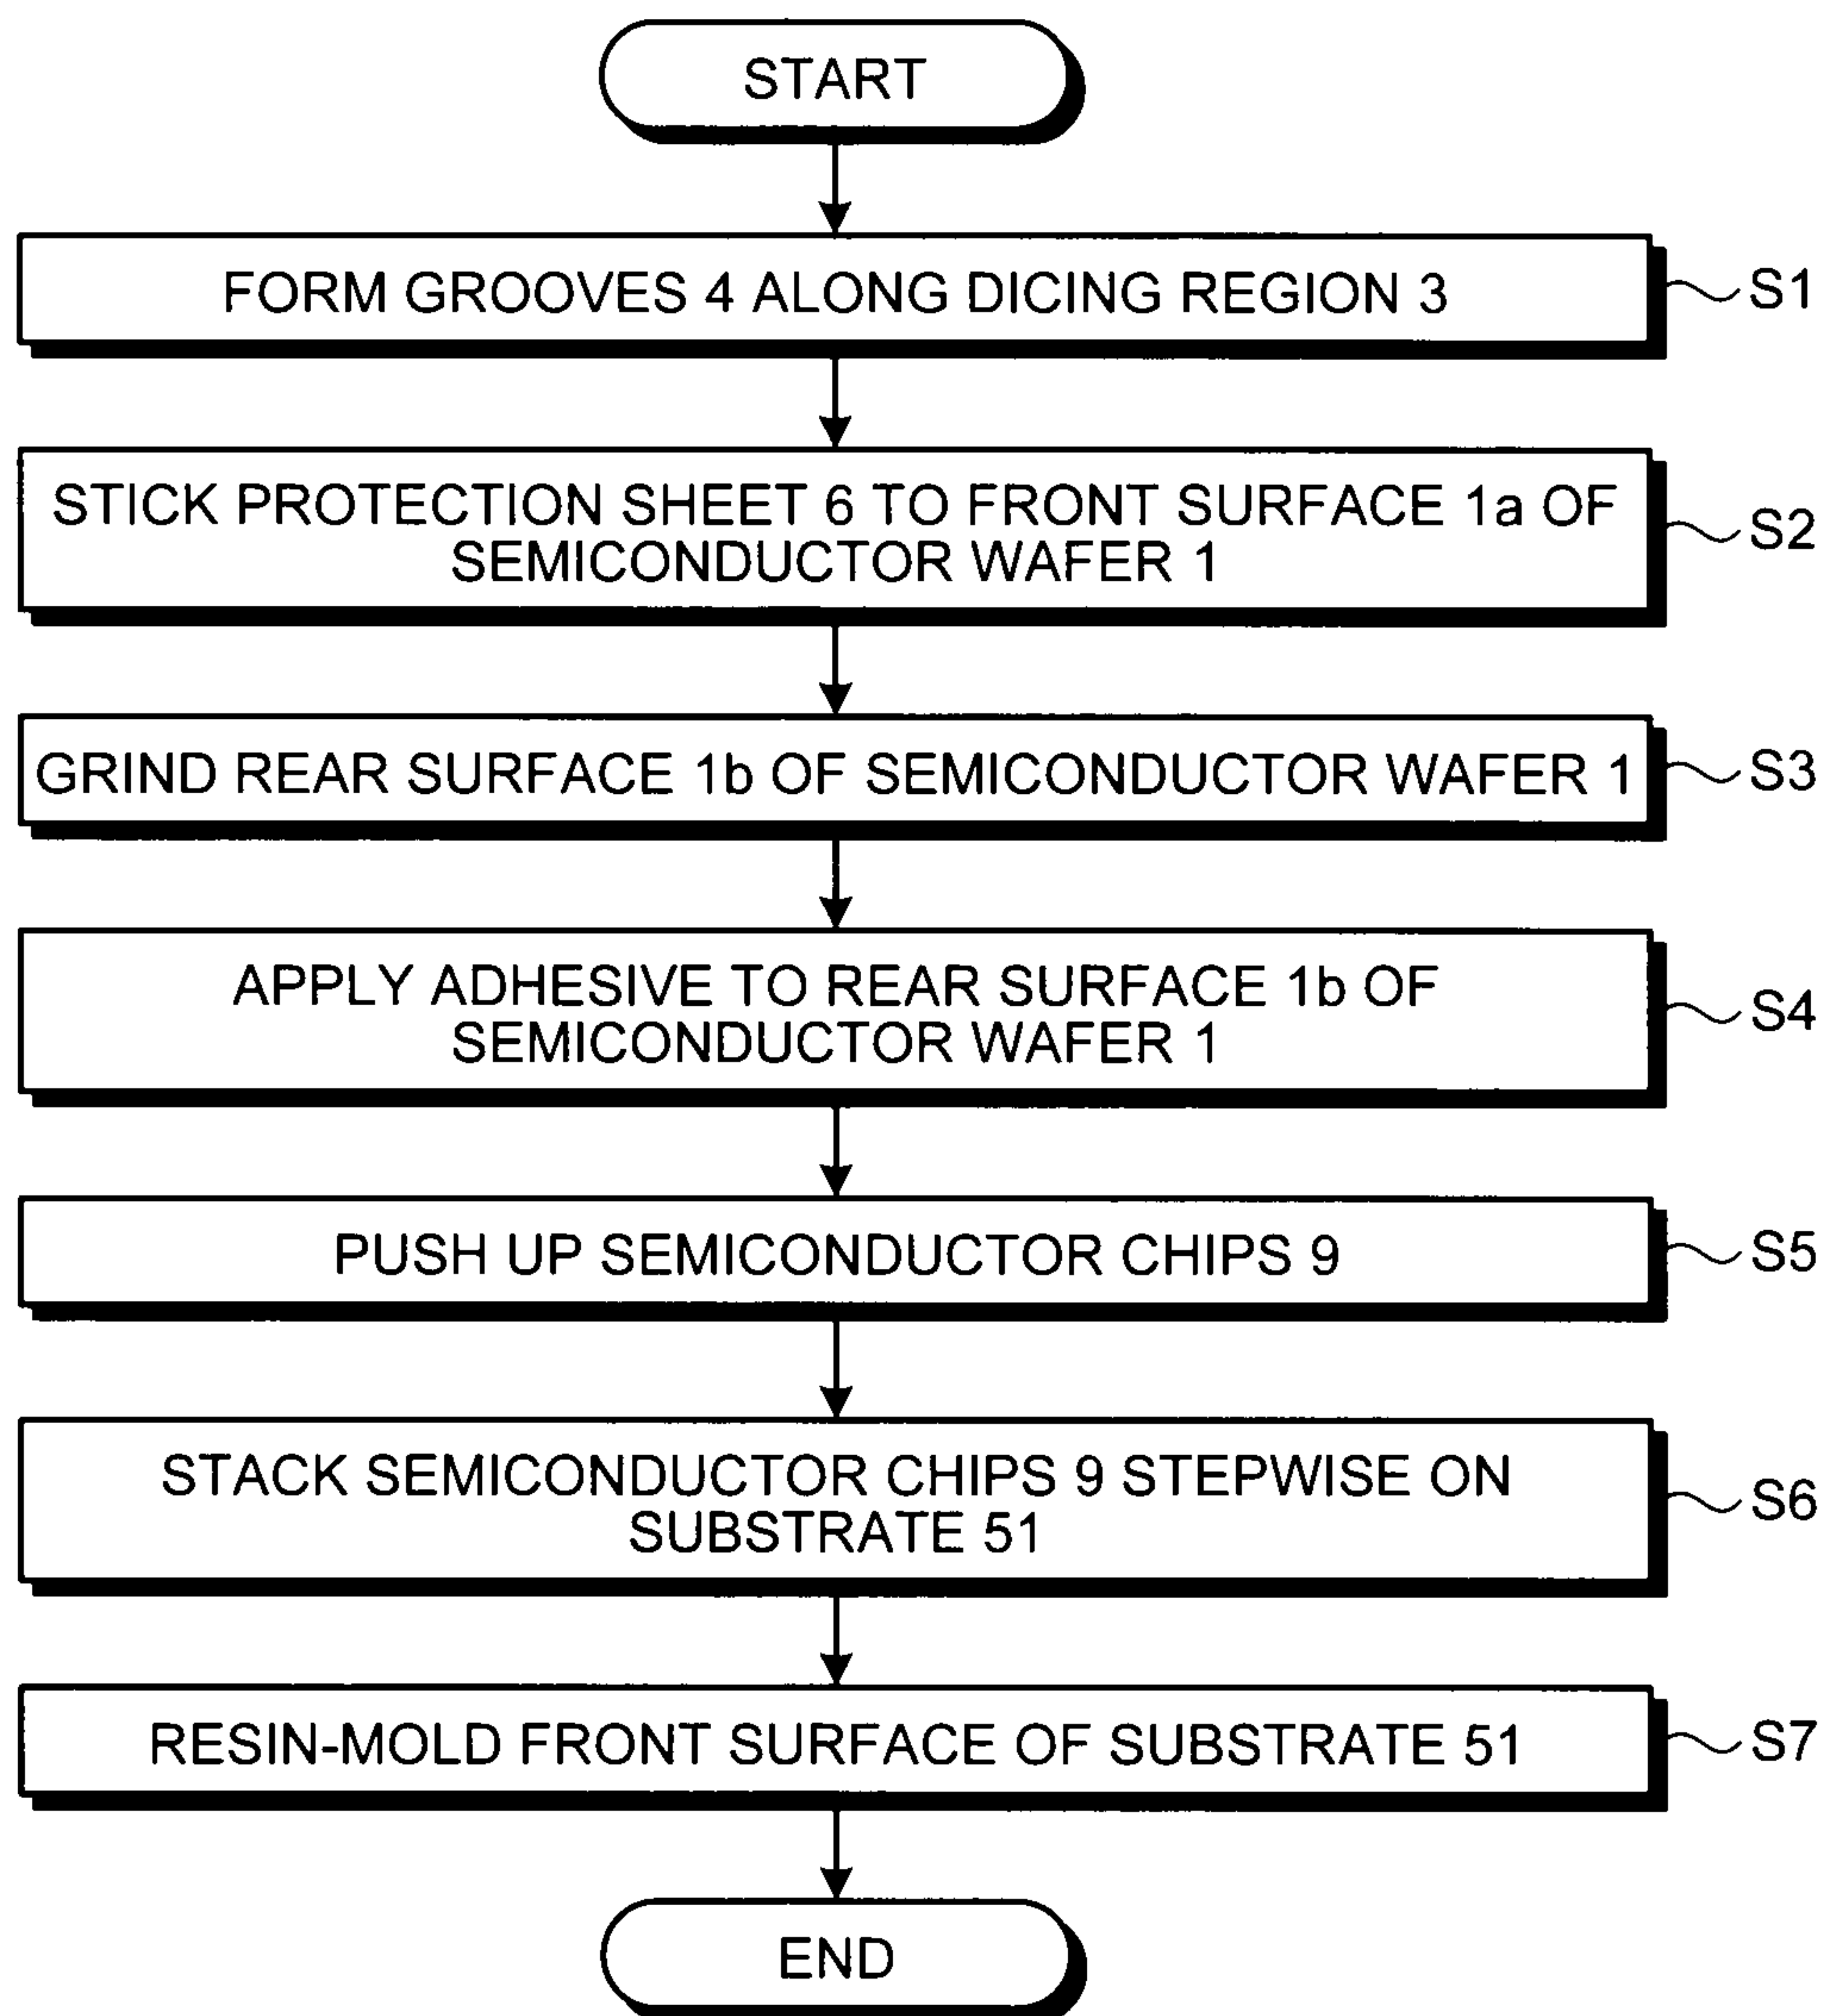 START
FORM GROOVES 4 ALONG DICING REGION 3
S1
STICK PROTECTION SHEET 6 TO FRONT SURFACE 1a OF
SEMICONDUCTOR WAFER 1
S2
GRIND REAR SURFACE 1b OF SEMICONDUCTOR WAFER 1
S3
APPLY ADHESIVE TO REAR SURFACE 1b OF
SEMICONDUCTOR WAFER 1
S4
PUSH UP SEMICONDUCTOR CHIPS 9
S5
STACK SEMICONDUCTOR CHIPS 9 STEPWISE ON
SUBSTRATE 51
S6
RESIN-MOLD FRONT SURFACE OF SUBSTRATE 51
S7
END